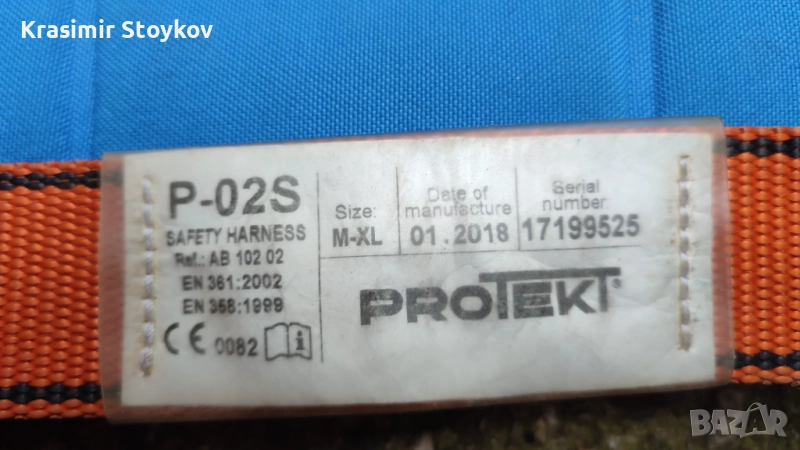 Krasimir Stoykov
P-02S
SAFETY HARNESS
Ref.: AB 102 02
EN 361:2002
EN 358:1999
CE 0082
Size:
M-XL
Date of
manufacture
01.2018
Serial
number
17199525
PROTEKT®
BAZAR